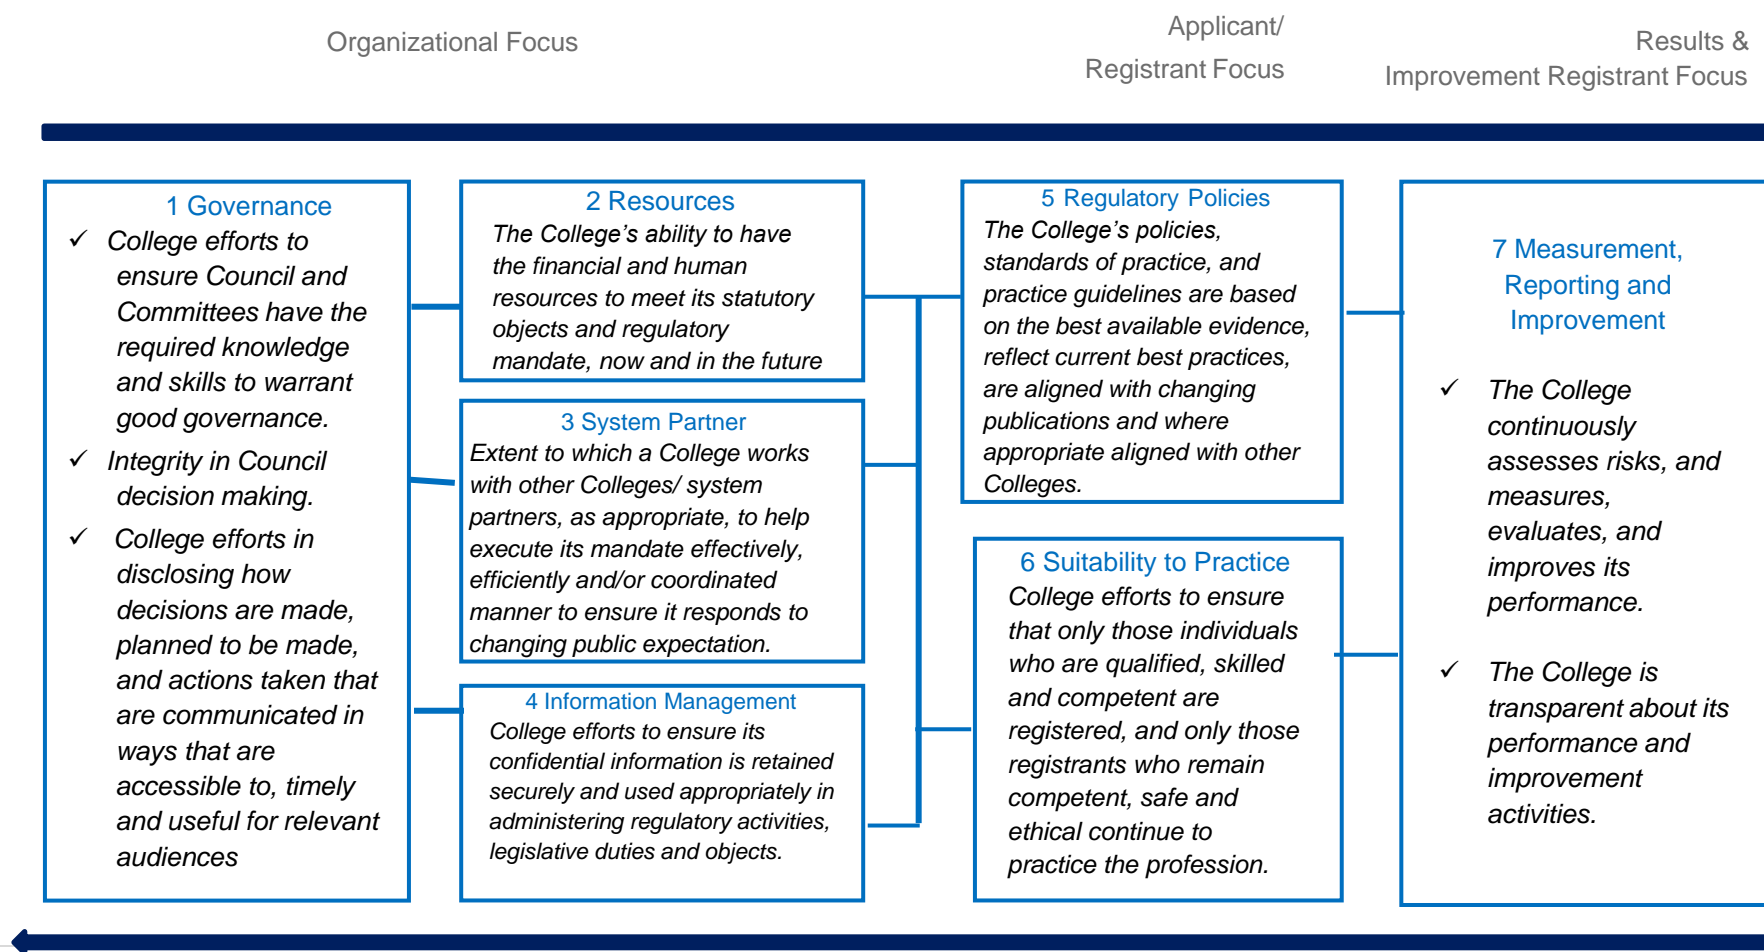 Organizational Focus
Applicant/
Registrant Focus
Results &
Improvement Registrant Focus
1 Governance
✓ College efforts to
ensure Council and
Committees have the
required knowledge
and skills to warrant
good governance.
✓ Integrity in Council
decision making.
✓ College efforts in
disclosing how
decisions are made,
planned to be made,
and actions taken that
are communicated in
ways that are
accessible to, timely
and useful for relevant
audiences
2 Resources
The College’s ability to have
the financial and human
resources to meet its statutory
objects and regulatory
mandate, now and in the future
3 System Partner
Extent to which a College works
with other Colleges/ system
partners, as appropriate, to help
execute its mandate effectively,
efficiently and/or coordinated
manner to ensure it responds to
changing public expectation.
4 Information Management
College efforts to ensure its
confidential information is retained
securely and used appropriately in
administering regulatory activities,
legislative duties and objects.
5 Regulatory Policies
The College’s policies,
standards of practice, and
practice guidelines are based
on the best available evidence,
reflect current best practices,
are aligned with changing
publications and where
appropriate aligned with other
Colleges.
6 Suitability to Practice
College efforts to ensure
that only those individuals
who are qualified, skilled
and competent are
registered, and only those
registrants who remain
competent, safe and
ethical continue to
practice the profession.
7 Measurement,
Reporting and
Improvement
✓ The College
continuously
assesses risks, and
measures,
evaluates, and
improves its
performance.
✓ The College is
transparent about its
performance and
improvement
activities.